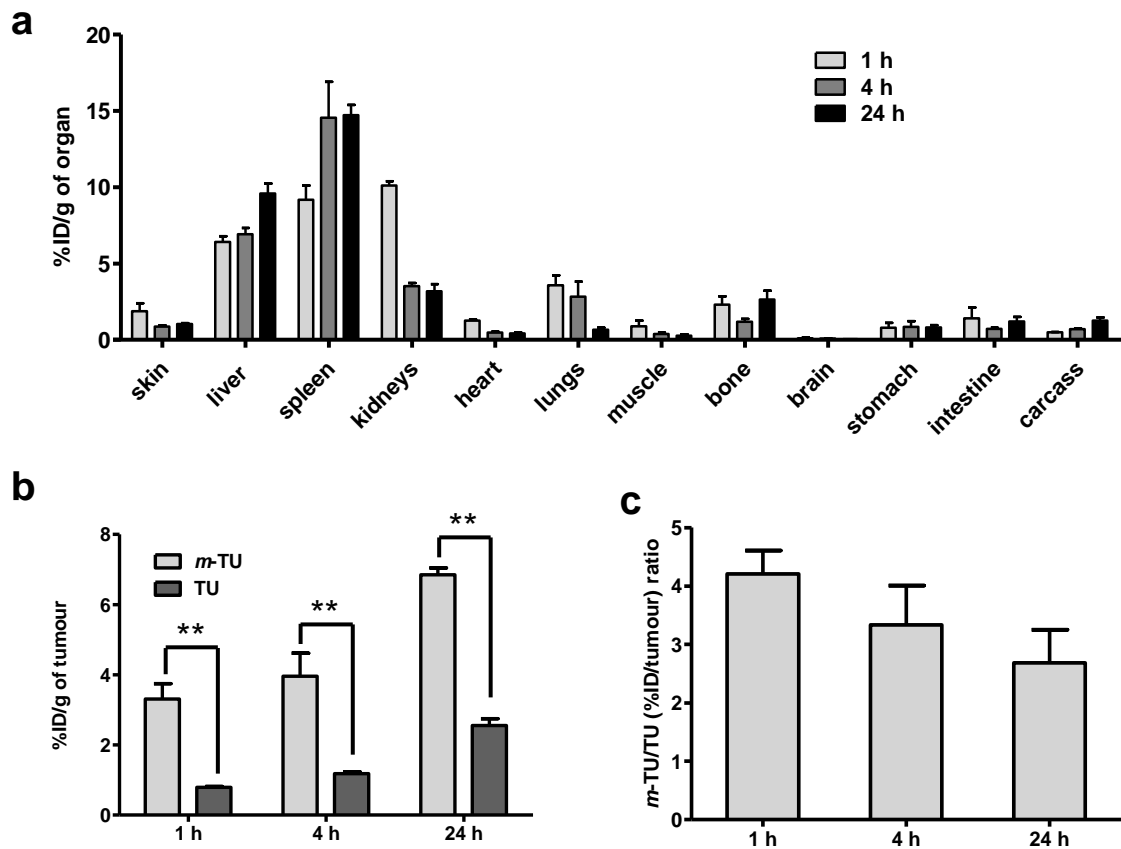 a
%ID/g of organ
20
15
10
5
0
1 h
4 h
24 h
skin
liver
spleen
kidneys
heart
lungs
muscle
bone
brain
stomach
intestine
carcass
b
%ID/g of tumour
8
6
4
2
0
m-TU
TU
**
**
**
1 h
4 h
24 h
c
m-TU/TU (%ID/tumour) ratio
5
4
3
2
1
0
1 h
4 h
24 h